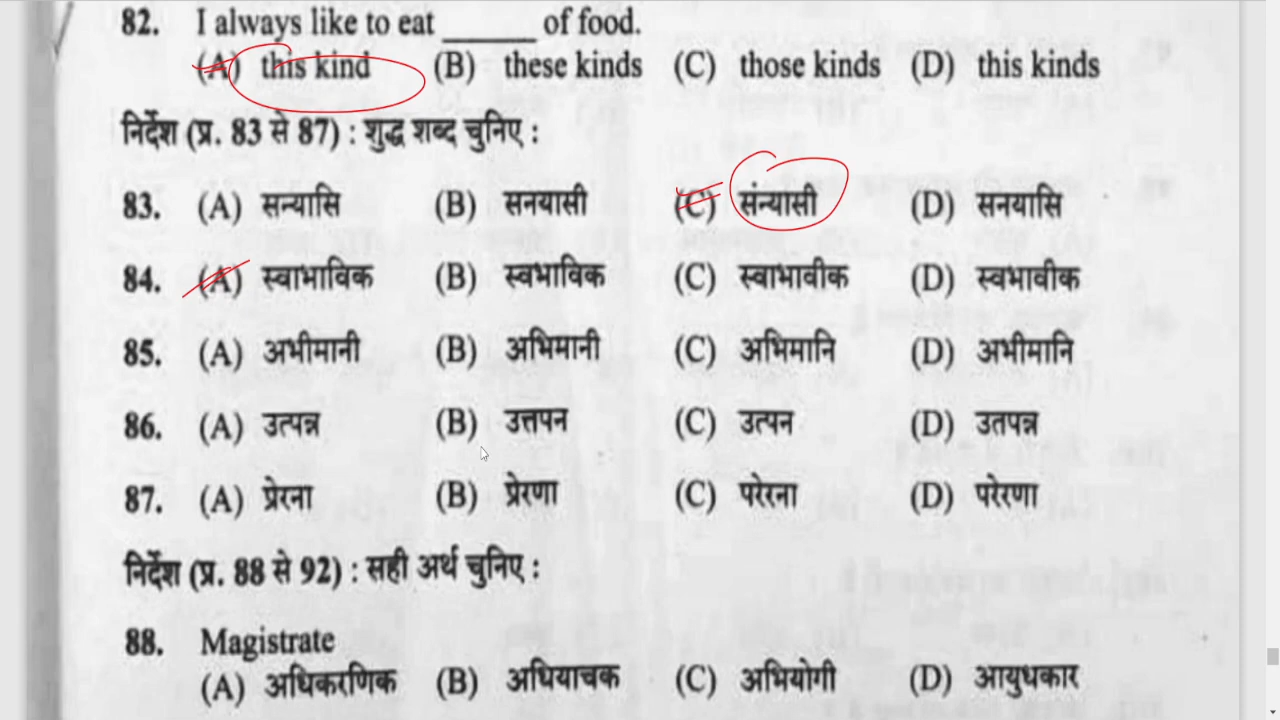 82. I always like to eat ______ of food.
(A) this kind (B) these kinds (C) those kinds (D) this kinds
निर्देश (प्र. 83 से 87) : शुद्ध शब्द चुनिए :
83. (A) सन्यासि (B) सनयासी (C) संन्यासी (D) सनयासि
84. (A) स्वाभाविक (B) स्वभाविक (C) स्वाभावीक (D) स्वभावीक
85. (A) अभीमानी (B) अभिमानी (C) अभिमानि (D) अभीमानि
86. (A) उत्पन्न (B) उत्तपन (C) उत्पन (D) उतपन्न
87. (A) प्रेरना (B) प्रेरणा (C) परेरना (D) परेरणा
निर्देश (प्र. 88 से 92) : सही अर्थ चुनिए :
88. Magistrate
(A) अधिकरणिक (B) अधियाचक (C) अभियोगी (D) आयुधकार